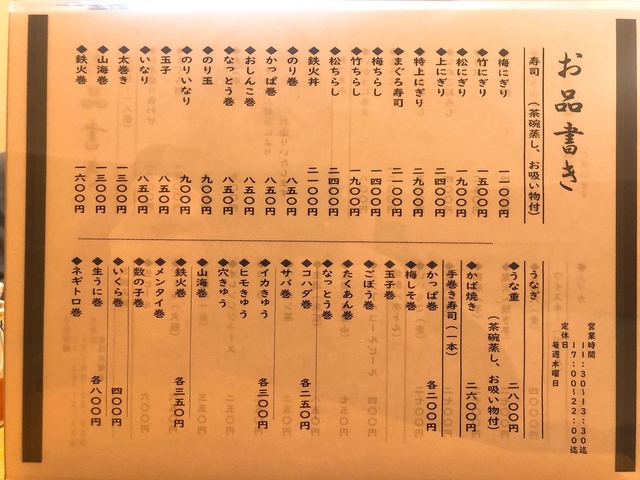 お品書き
営業時間
11:30〜13:30迄
17:00〜22:00迄
定休日
毎週木曜日
寿司 (茶碗蒸し、お吸い物付)
◆梅にぎり 一二〇〇円
◆竹にぎり 一五〇〇円
◆松にぎり 一九〇〇円
◆上にぎり 二四〇〇円
◆特上にぎり 二九〇〇円
◆まぐろ寿司 二一〇〇円
◆梅ちらし 一四〇〇円
◆竹ちらし 一九〇〇円
◆松ちらし 二四〇〇円
◆鉄火丼 二一〇〇円
◆のり巻 八五〇円
◆かっぱ巻 八五〇円
◆おしんこ巻 八五〇円
◆なっとう巻 八五〇円
◆のり玉 九〇〇円
◆のりいなり 九〇〇円
◆玉子 八五〇円
◆いなり 八五〇円
◆太巻き 一三〇〇円
◆山海巻 一三〇〇円
◆鉄火巻 一六〇〇円
うなぎ
◆うな重 二八〇〇円
(茶碗蒸し、お吸い物付)
◆かば焼き 二六〇〇円
手巻き寿司(一本)
◆かっぱ巻 各二〇〇円
◆梅しそ巻
◆玉子巻
◆ごぼう巻
◆たくあん巻
◆なっとう巻
◆コハダ巻 各二五〇円
◆サバ巻
◆イカきゅう 各三〇〇円
◆ヒモきゅう
◆穴きゅう
◆山海巻
◆鉄火巻 各三五〇円
◆メンタイ巻
◆数の子巻
◆いくら巻 四〇〇円
◆生うに巻 各八〇〇円
◆ネギトロ巻